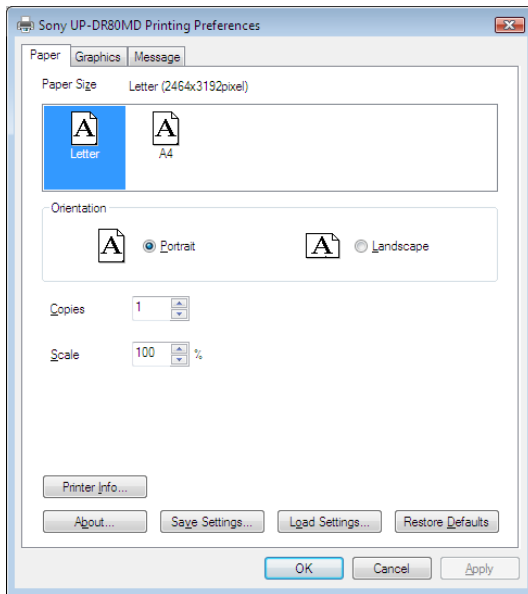 Sony UP-DR80MD Printing Preferences
Paper Graphics Message
Paper Size Letter (2464x3192pixel)
A A
Letter A4
Orientation
A Portrait A Landscape
Copies 1
Scale 100 %
Printer Info...
About... Save Settings... Load Settings... Restore Defaults
OK Cancel Apply